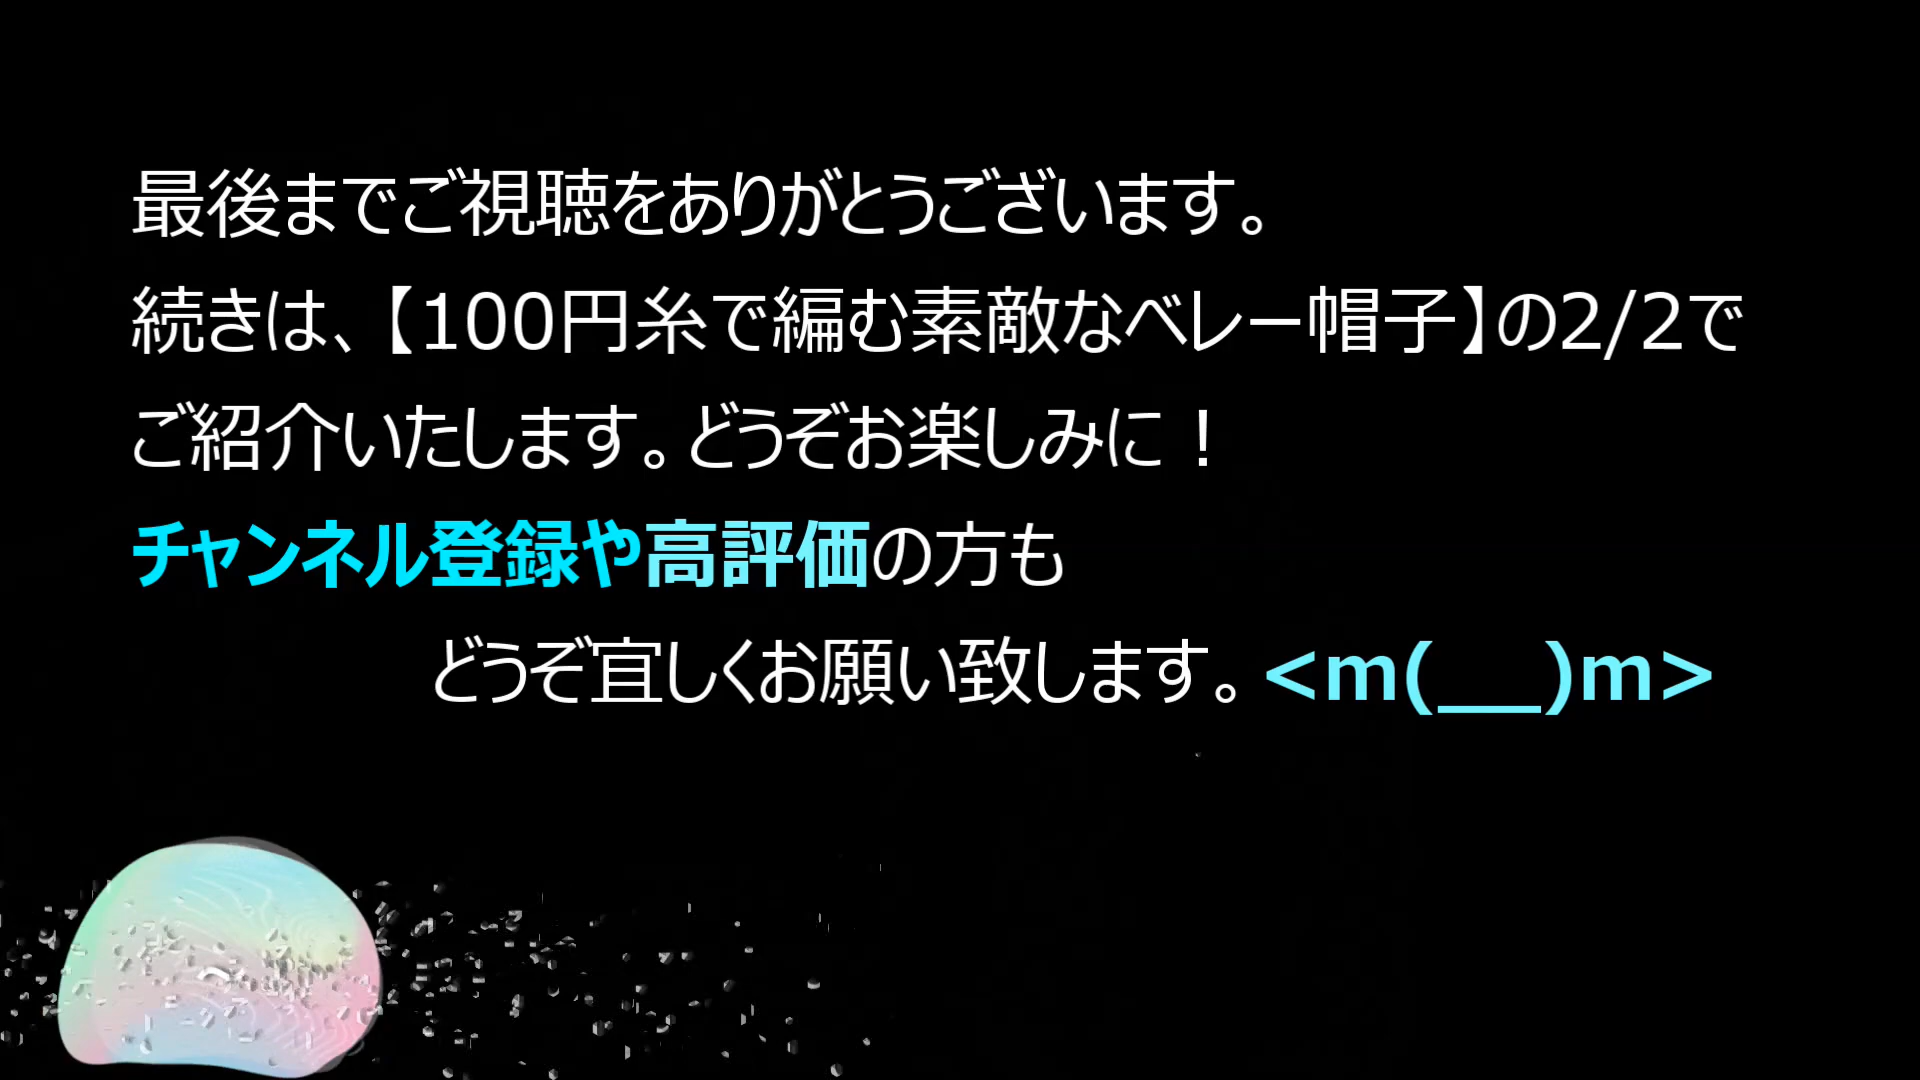 最後までご視聴をありがとうございます。
続きは、【100円糸で編む素敵なベレー帽子】の2/2で
ご紹介いたします。どうぞお楽しみに！
チャンネル登録や高評価の方も
どうぞ宜しくお願い致します。<m(__)m>